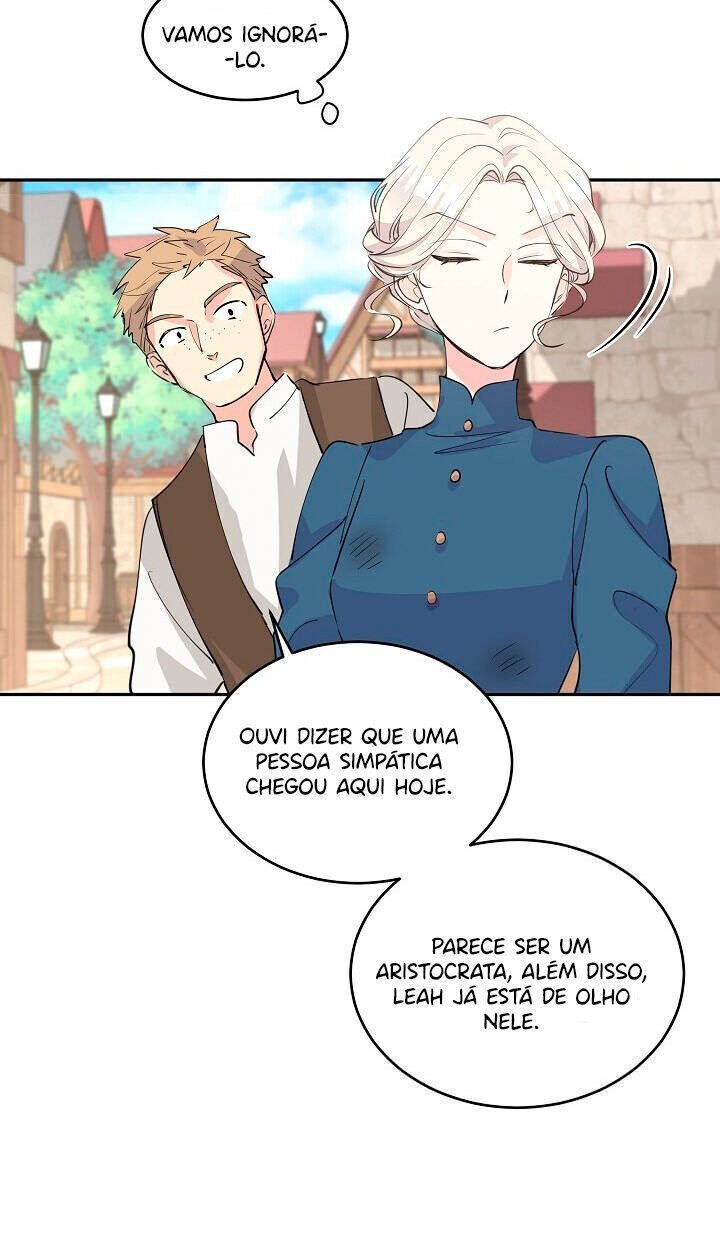 VAMOS IGNORÁ-
-LO.
OUVI DIZER QUE UMA
PESSOA SIMPÁTICA
CHEGOU AQUI HOJE.
PARECE SER UM
ARISTOCRATA, ALÉM DISSO,
LEAH JÁ ESTÁ DE OLHO
NELE.